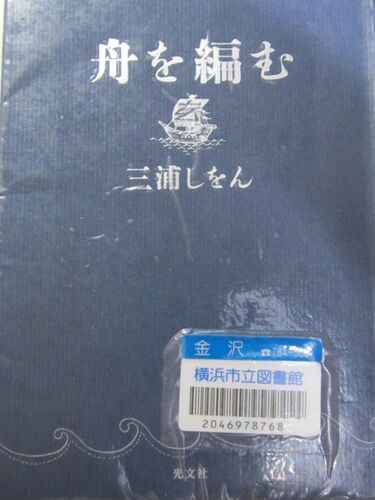 舟を編む
三浦しをん
金沢
横浜市立図書館
2046978768
光文社